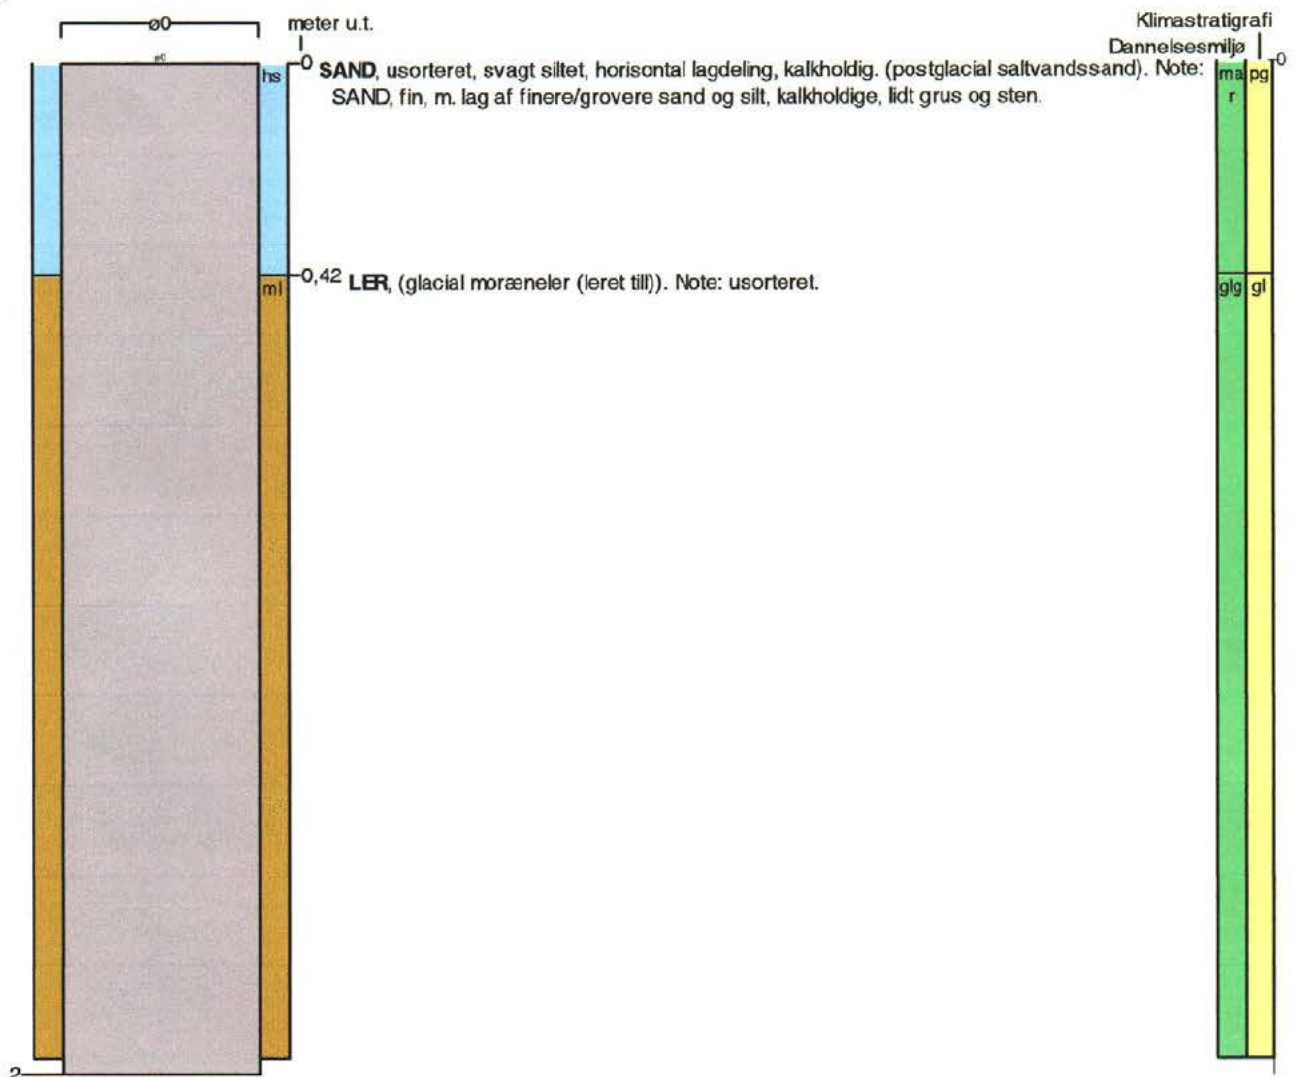 ø0 meter u.t. Klimastratigrafi
Dannelsesmiljø
ø0
0 SAND, usorteret, svagt siltet, horisontal lagdeling, kalkholdig. (postglacial saltvandssand). Note: 0
SAND, fin, m. lag af finere/grovere sand og silt, kalkholdige, lidt grus og sten.
hs
mar pg
0,42 LER, (glacial moræneler (leret till)). Note: usorteret.
ml
glg gl
2